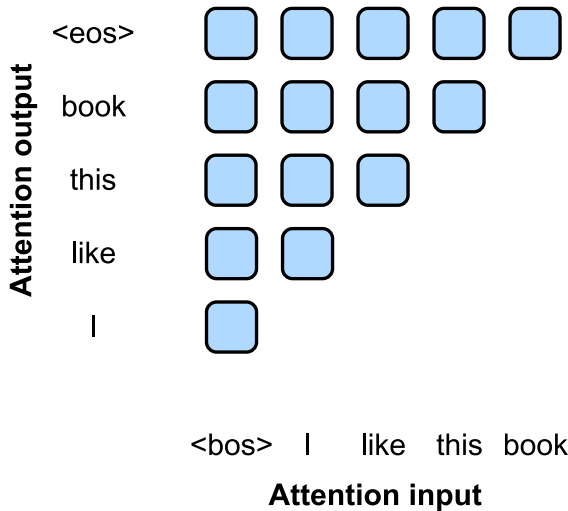 Attention output
<eos>
book
this
like
I
<bos> I like this book
Attention input